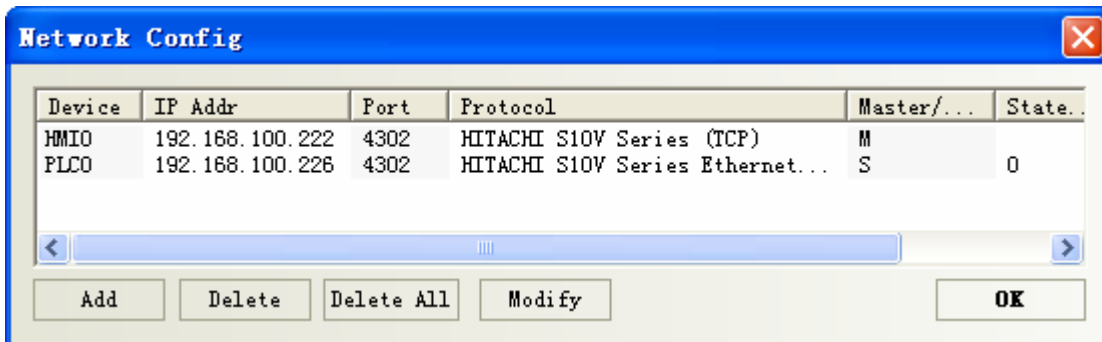 Network Config
Device IP Addr Port Protocol Master/... State..
HMI0 192.168.100.222 4302 HITACHI S10V Series (TCP) M
PLC0 192.168.100.226 4302 HITACHI S10V Series Ethernet... S 0
Add Delete Delete All Modify OK